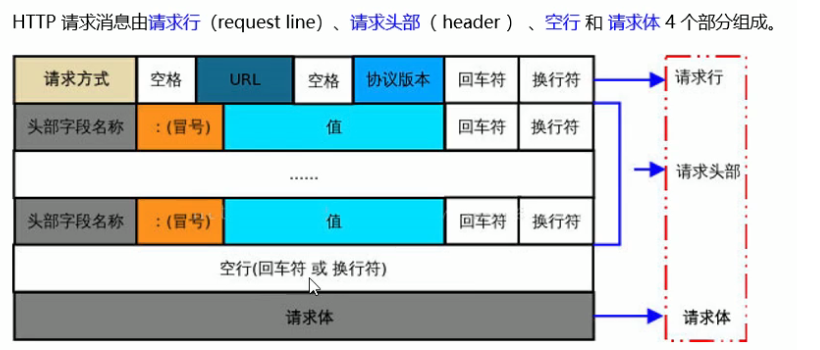 HTTP 请求消息由请求行（request line）、请求头部（ header ） 、空行 和 请求体 4 个部分组成。
请求方式 空格 URL 空格 协议版本 回车符 换行符 请求行
头部字段名称 ：(冒号) 值 回车符 换行符
...... 请求头部
头部字段名称 ：(冒号) 值 回车符 换行符
空行(回车符 或 换行符)
请求体 请求体